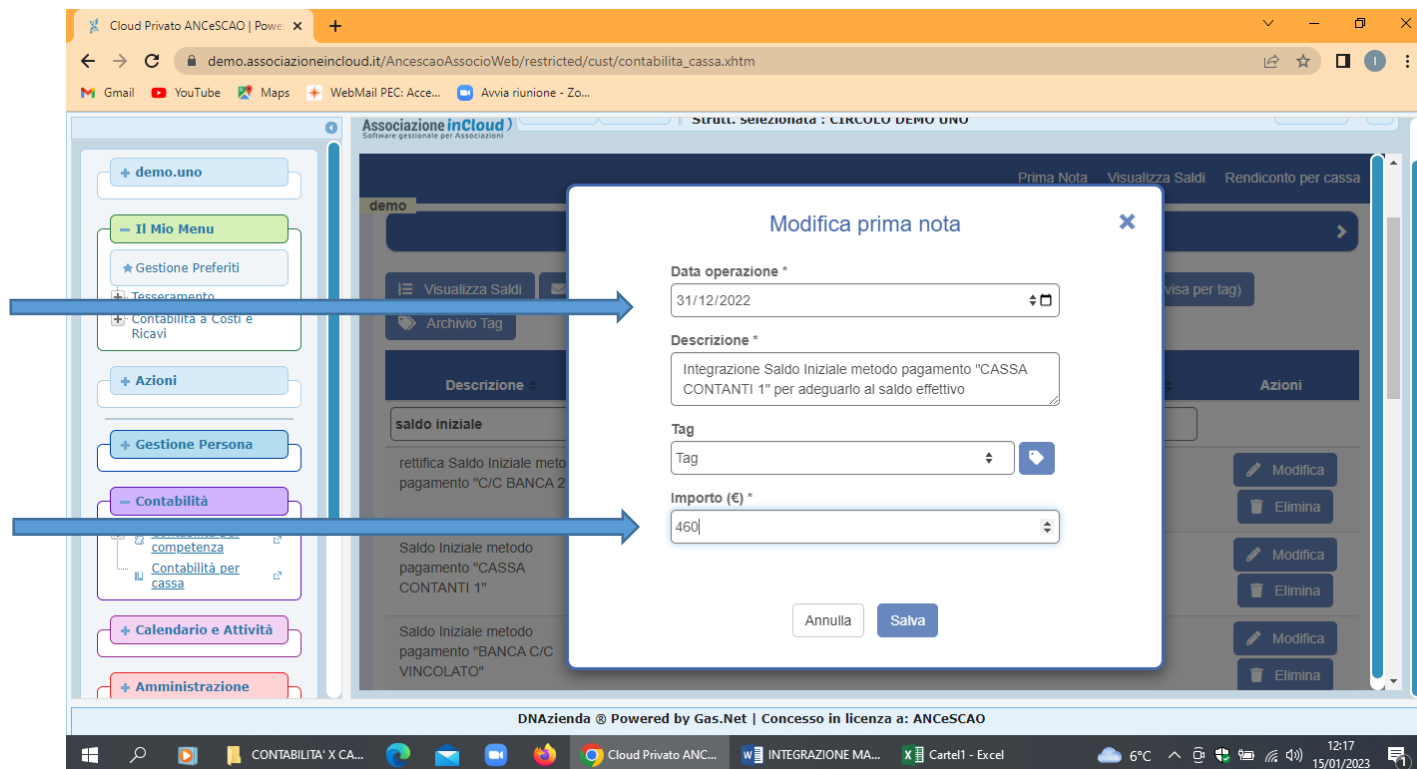 Cloud Privato ANCeSCAO | Powe
demo.associazioneincloud.it/AncescaoAssocioWeb/restricted/cust/contabilita_cassa.xhtm
Gmail YouTube Maps WebMail PEC: Acce... Avvia riunione - Zo...
Associazione inCloud)
Software gestionale per Associazioni
Strutt. selezionata : CIRCOLO DEMO UNO
demo.uno
Il Mio Menu
Gestione Preferiti
Tesseramento
Contabilità a Costi e
Ricavi
Azioni
Gestione Persona
Contabilità
Contabilità per
competenza
Contabilità per
cassa
Calendario e Attività
Amministrazione
Prima Nota Visualizza Saldi Rendiconto per cassa
demo
Visualizza Saldi
visa per tag)
Archivio Tag
Descrizione
Azioni
saldo iniziale
rettifica Saldo Iniziale meto
pagamento "C/C BANCA 2
Modifica
Elimina
Saldo Iniziale metodo
pagamento "CASSA
CONTANTI 1"
Modifica
Elimina
Saldo Iniziale metodo
pagamento "BANCA C/C
VINCOLATO"
Modifica
Elimina
Modifica prima nota
Data operazione *
31/12/2022
Descrizione *
Integrazione Saldo Iniziale metodo pagamento "CASSA
CONTANTI 1" per adeguarlo al saldo effettivo
Tag
Tag
Importo (€) *
460
Annulla Salva
DNAzienda ® Powered by Gas.Net | Concesso in licenza a: ANCeSCAO
CONTABILITA' X CA... Cloud Privato ANC... INTEGRAZIONE MA... Cartel1 - Excel 6°C 12:17
15/01/2023